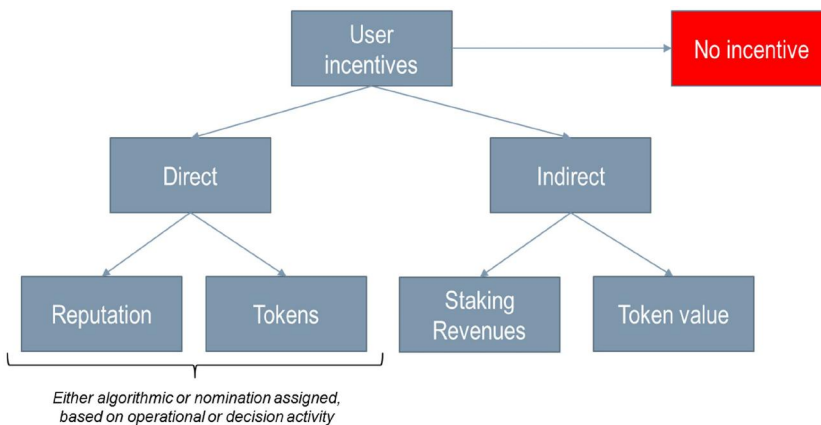 User
incentives
No incentive
Direct
Indirect
Reputation
Tokens
Staking
Revenues
Token value
Either algorithmic or nomination assigned,
based on operational or decision activity